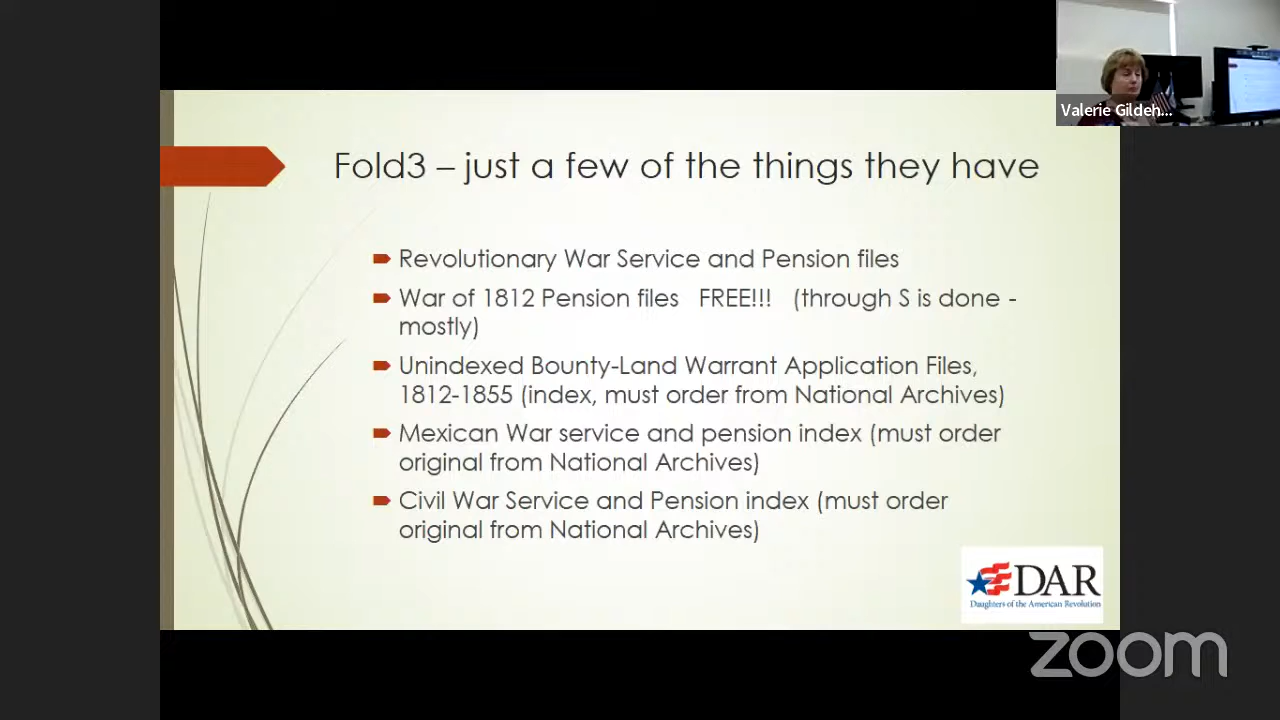 Valerie Gildeh...
Fold3 – just a few of the things they have
Revolutionary War Service and Pension files
War of 1812 Pension files FREE!!! (through S is done -
mostly)
Unindexed Bounty-Land Warrant Application Files,
1812-1855 (index, must order from National Archives)
Mexican War service and pension index (must order
original from National Archives)
Civil War Service and Pension index (must order
original from National Archives)
DAR
Daughters of the American Revolution
zoom